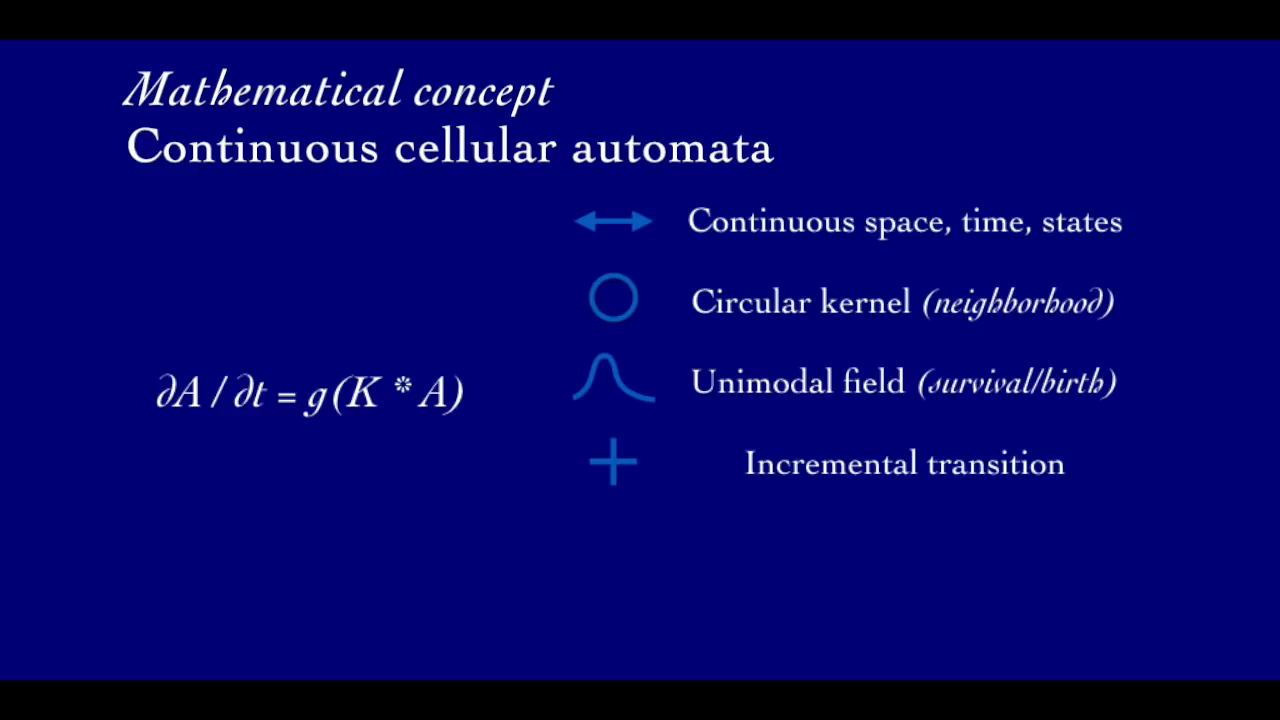 Mathematical concept
Continuous cellular automata
Continuous space, time, states
Circular kernel (neighborhood)
∂A / ∂t = g(K * A)
Unimodal field (survival/birth)
Incremental transition